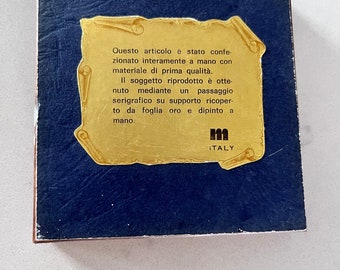 Questo articolo è stato confe-
zionato interamente a mano con
materiale di prima qualità.
Il soggetto riprodotto è otte-
nuto mediante un passaggio
serigrafico su supporto ricoper-
to da foglia oro e dipinto a
mano.
m
ITALY